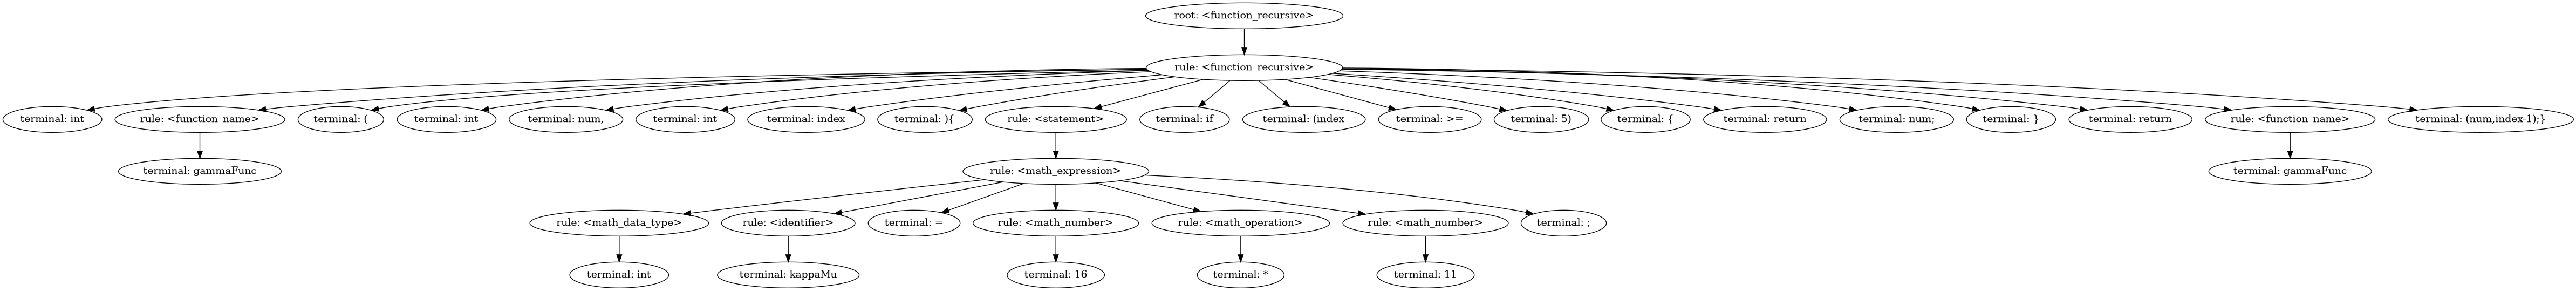 root: <function_recursive>
rule: <function_recursive>
terminal: int
rule: <function_name>
terminal: (
terminal: int
terminal: num,
terminal: int
terminal: index
terminal: ){
rule: <statement>
terminal: if
terminal: (index
terminal: >=
terminal: 5)
terminal: {
terminal: return
terminal: num;
terminal: }
terminal: return
rule: <function_name>
terminal: (num,index-1);}
terminal: gammaFunc
rule: <math_expression>
terminal: gammaFunc
rule: <math_data_type>
rule: <identifier>
terminal: =
rule: <math_number>
rule: <math_operation>
rule: <math_number>
terminal: ;
terminal: int
terminal: kappaMu
terminal: 16
terminal: *
terminal: 11